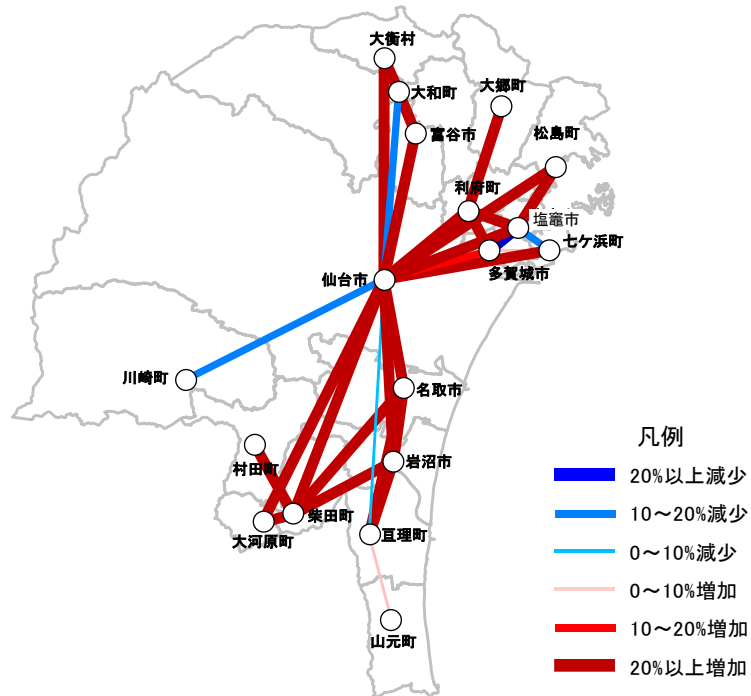 大衡村
大和町
大郷町
富谷市
松島町
利府町
塩竈市
七ケ浜町
多賀城市
仙台市
川崎町
名取市
村田町
岩沼市
柴田町
大河原町
亘理町
山元町
凡例
20%以上減少
10～20%減少
0～10%減少
0～10%増加
10～20%増加
20%以上増加